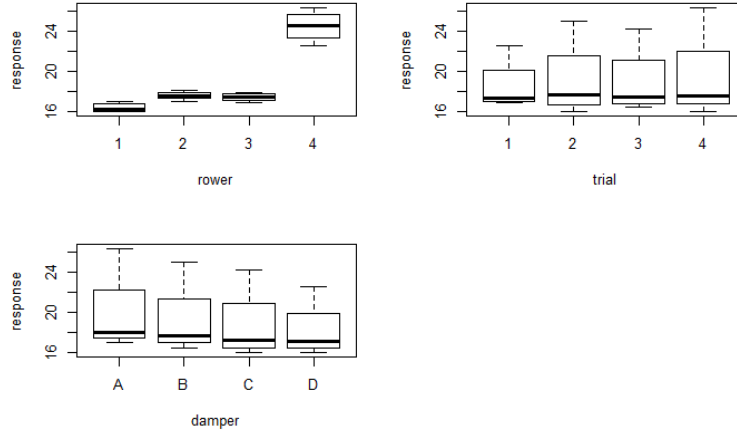 response
24
20
16
1 2 3 4
rower
response
24
20
16
1 2 3 4
trial
response
24
20
16
A B C D
damper